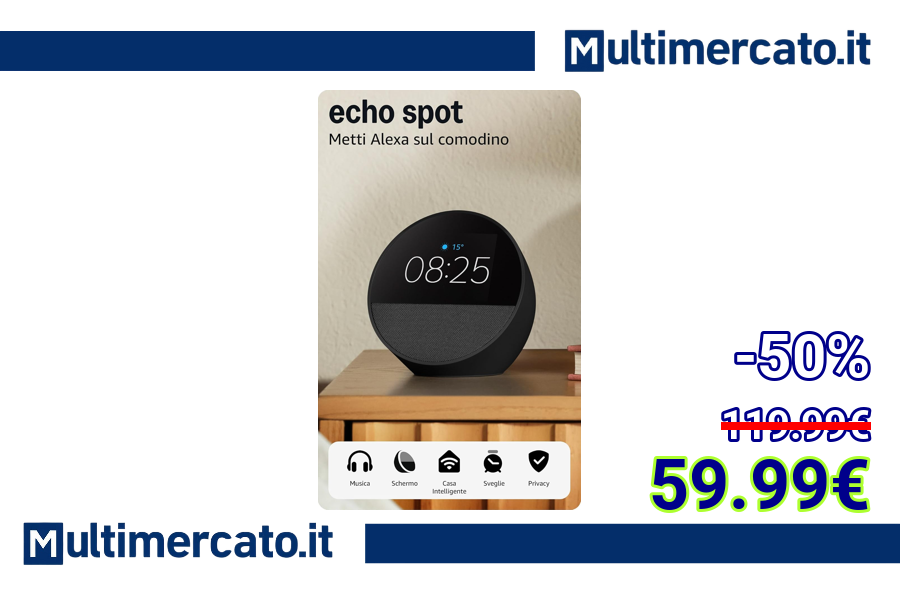 Multimercato.it
echo spot
Metti Alexa sul comodino
15°
08:25
-50%
119.99€
59.99€
Musica
Schermo
Casa Intelligente
Sveglie
Privacy
Multimercato.it